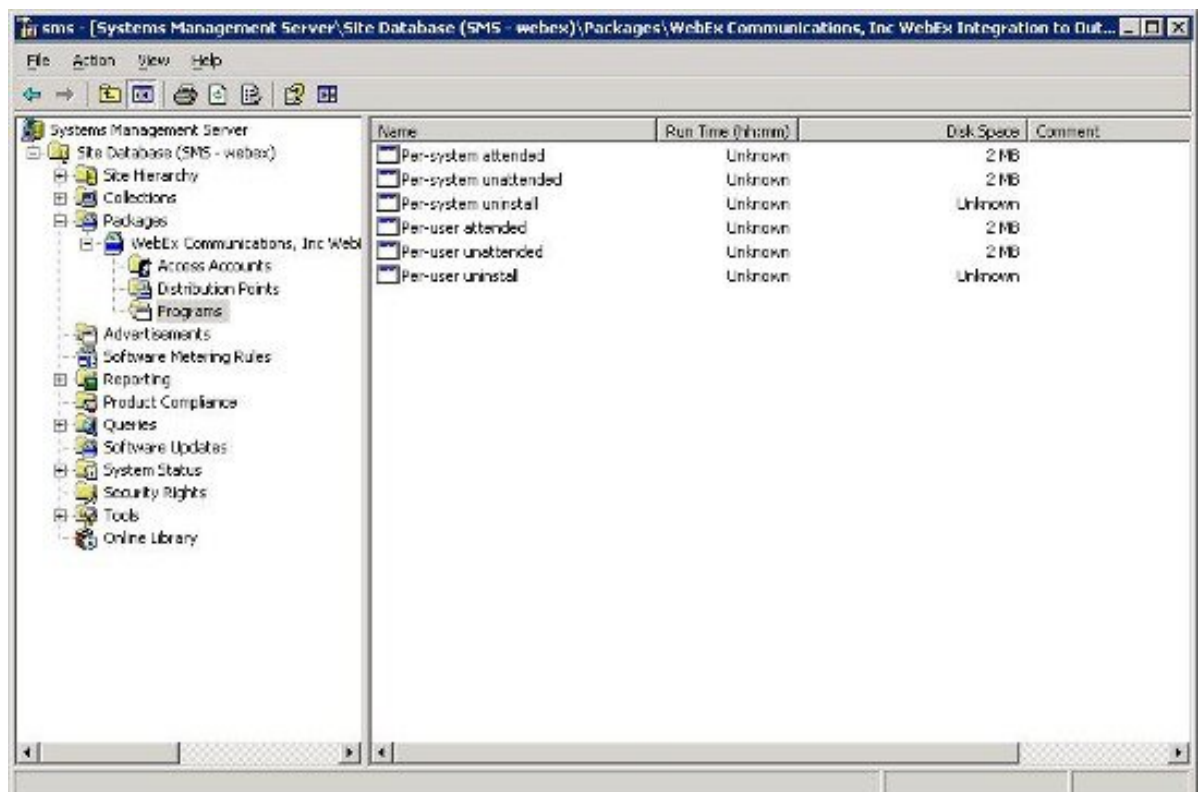 sms - [Systems Management Server\Site Database (SMS - webex)\Packages\WebEx Communications, Inc WebEx Integration to Out...
File Action View Help
Systems Management Server
Site Database (SMS - webex)
Site Hierarchy
Collections
Packages
WebEx Communications, Inc WebE
Access Accounts
Distribution Points
Programs
Advertisements
Software Metering Rules
Reporting
Product Compliance
Queries
Software Updates
System Status
Security Rights
Tools
Online Library
Name Run Time (hh:mm) Disk Space Comment
Per-system attended Unknown 2 MB
Per-system unattended Unknown 2 MB
Per-system uninstall Unknown Unknown
Per-user attended Unknown 2 MB
Per-user unattended Unknown 2 MB
Per-user uninstall Unknown Unknown